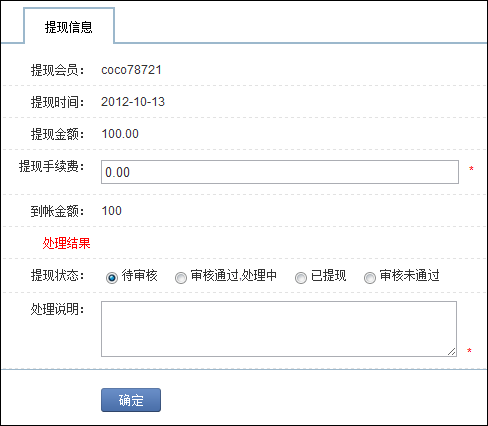 提现信息
提现会员： coco78721
提现时间： 2012-10-13
提现金额： 100.00
提现手续费： 0.00 *
到帐金额： 100
处理结果
提现状态： 待审核 审核通过,处理中 已提现 审核未通过
处理说明： *
确定